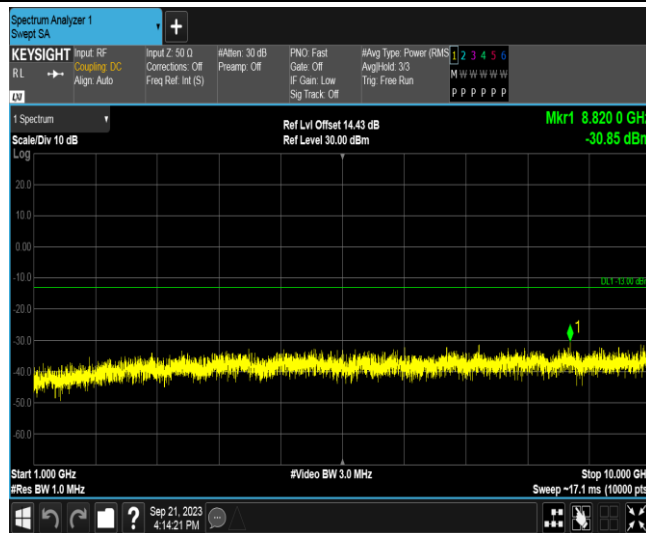 Spectrum Analyzer 1
Swept SA
+
KEYSIGHT
RL
LXI
Input: RF
Coupling: DC
Align: Auto
Input Z: 50 Ω
Corrections: Off
Freq Ref: Int (S)
#Atten: 30 dB
Preamp: Off
PNO: Fast
Gate: Off
IF Gain: Low
Sig Track: Off
#Avg Type: Power (RMS
Avg|Hold: 3/3
Trig: Free Run
1 2 3 4 5 6
M W W W W W
P P P P P P
1 Spectrum
Scale/Div 10 dB
Ref Lvl Offset 14.43 dB
Ref Level 30.00 dBm
Mkr1 8.820 0 GHz
-30.85 dBm
Log
20.0
10.0
0.00
-10.0
DL1 -13.00 dBm
-20.0
-30.0
1
-40.0
-50.0
-60.0
Start 1.000 GHz
#Video BW 3.0 MHz
Stop 10.000 GH
#Res BW 1.0 MHz
Sweep ~17.1 ms (10000 pts
?
Sep 21, 2023
4:14:21 PM